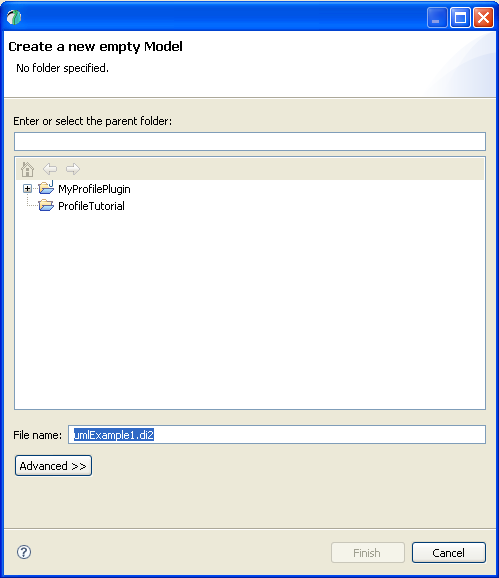 Create a new empty Model
No folder specified.
Enter or select the parent folder:
MyProfilePlugin
ProfileTutorial
File name: umlExample1.di2
Advanced >>
Finish Cancel